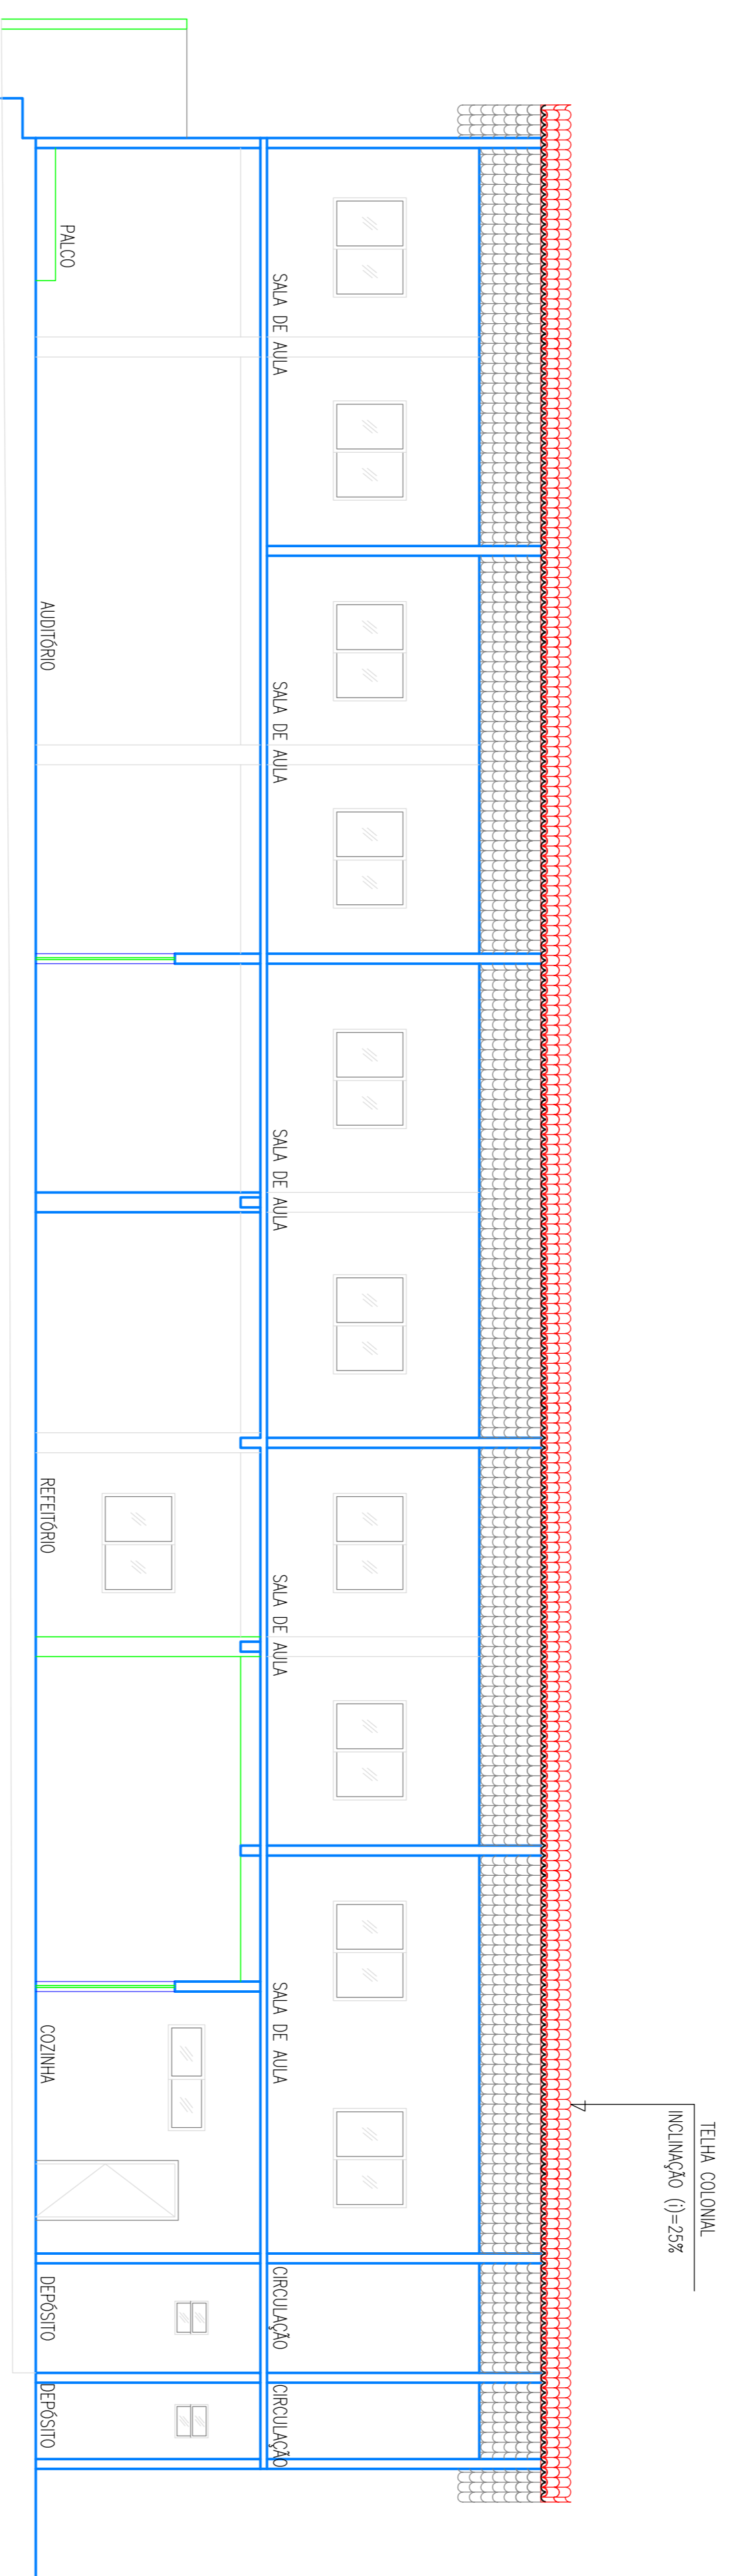 TELHA COLONIAL
INCLINAÇÃO (i)=25%
SALA DE AULA
SALA DE AULA
SALA DE AULA
SALA DE AULA
SALA DE AULA
CIRCULAÇÃO
CIRCULAÇÃO
PALCO
AUDITÓRIO
REFEITÓRIO
COZINHA
DEPÓSITO
DEPÓSITO